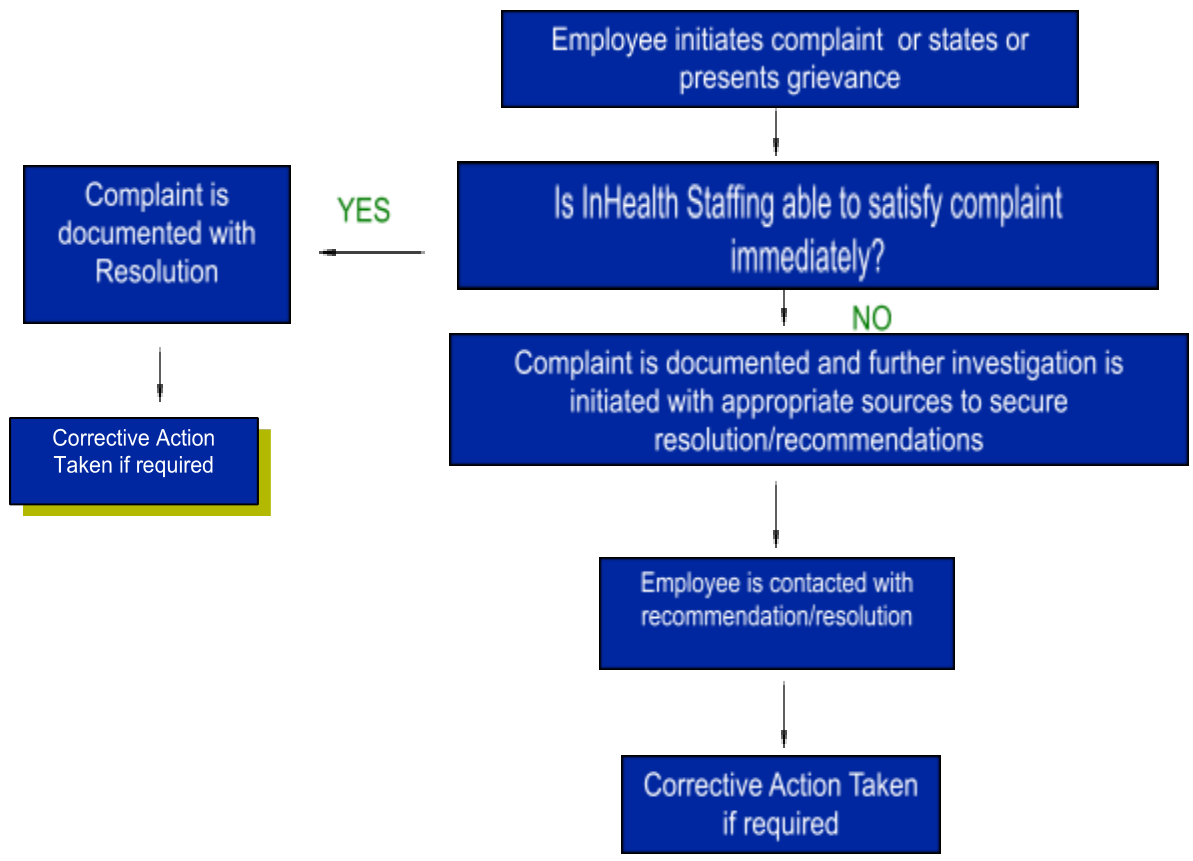 Employee initiates complaint or states or
presents grievance
Is InHealth Staffing able to satisfy complaint
immediately?
YES
Complaint is
documented with
Resolution
Corrective Action
Taken if required
NO
Complaint is documented and further investigation is
initiated with appropriate sources to secure
resolution/recommendations
Employee is contacted with
recommendation/resolution
Corrective Action Taken
if required